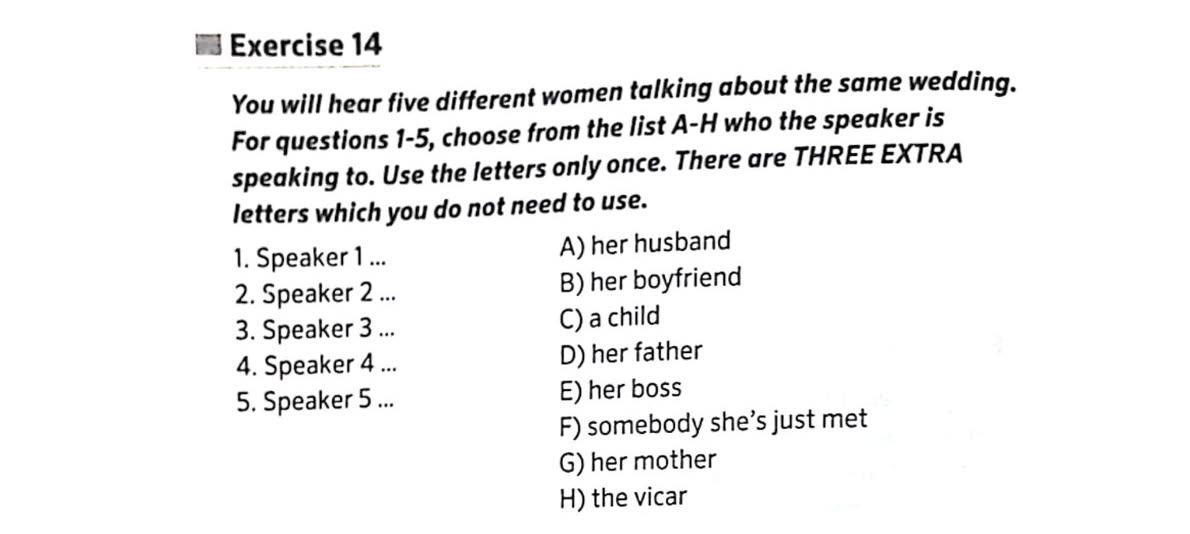 Exercise 14
You will hear five different women talking about the same wedding.
For questions 1-5, choose from the list A-H who the speaker is
speaking to. Use the letters only once. There are THREE EXTRA
letters which you do not need to use.
1. Speaker 1 ...
2. Speaker 2 ...
3. Speaker 3 ...
4. Speaker 4 ...
5. Speaker 5 ...
A) her husband
B) her boyfriend
C) a child
D) her father
E) her boss
F) somebody she's just met
G) her mother
H) the vicar